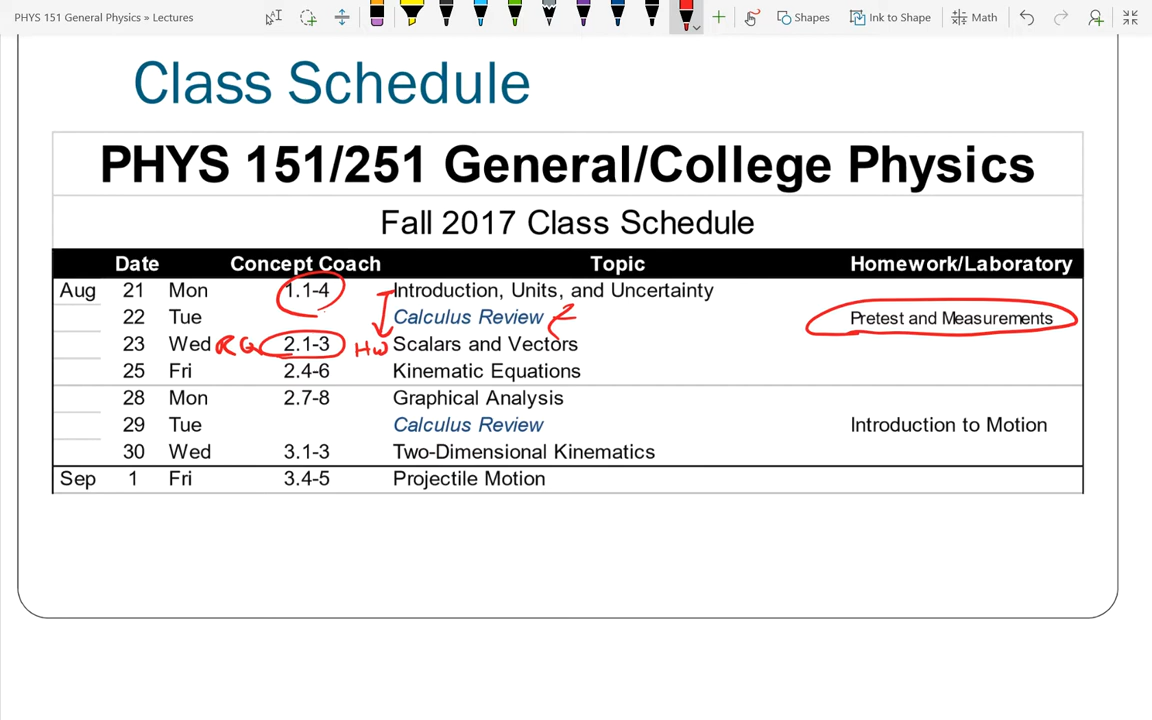 PHYS 151 General Physics » Lectures
Shapes Ink to Shape Math
Class Schedule
PHYS 151/251 General/College Physics
Fall 2017 Class Schedule
Date Concept Coach Topic Homework/Laboratory
Aug 21 Mon 1.1-4 Introduction, Units, and Uncertainty
22 Tue Calculus Review Pretest and Measurements
23 Wed RQ 2.1-3 HW Scalars and Vectors
25 Fri 2.4-6 Kinematic Equations
28 Mon 2.7-8 Graphical Analysis
29 Tue Calculus Review Introduction to Motion
30 Wed 3.1-3 Two-Dimensional Kinematics
Sep 1 Fri 3.4-5 Projectile Motion